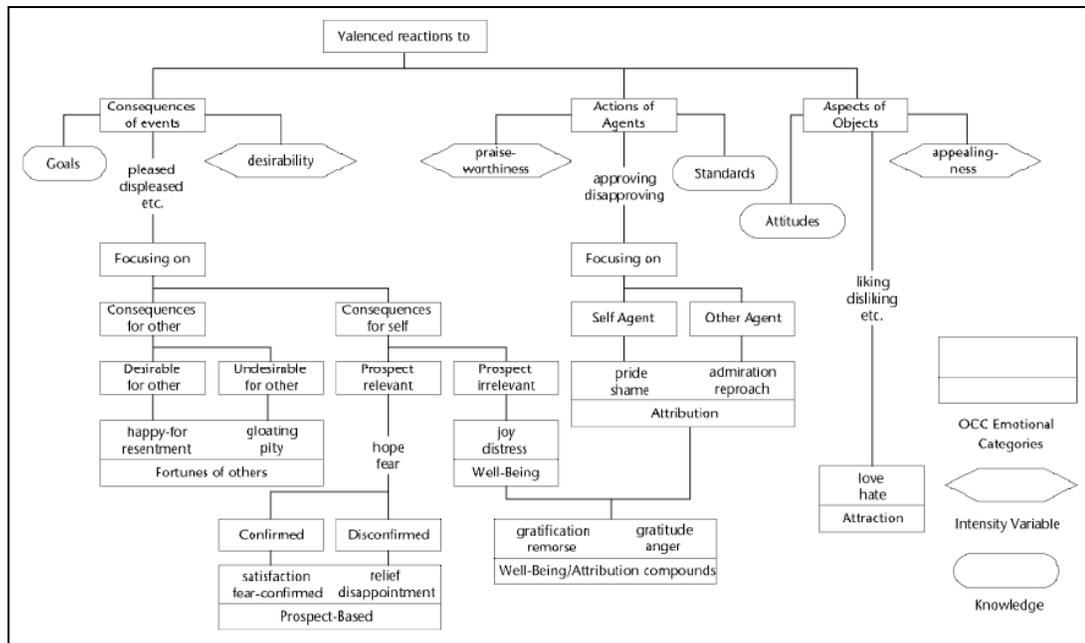 Valenced reactions to
Consequences
of events
Actions of
Agents
Aspects of
Objects
Goals
desirability
pleased
displeased
etc.
praise-
worthiness
Standards
approving
disapproving
appealing-
ness
Attitudes
Focusing on
Focusing on
liking
disliking
etc.
Consequences
for other
Consequences
for self
Self Agent
Other Agent
Desirable
for other
Undesirable
for other
Prospect
relevant
Prospect
irrelevant
pride
shame
admiration
reproach
Attribution
happy-for
resentment
gloating
pity
Fortunes of others
hope
fear
joy
distress
Well-Being
OCC Emotional
Categories
love
hate
Attraction
Intensity Variable
Confirmed
Disconfirmed
gratification
remorse
gratitude
anger
Well-Being/Attribution compounds
satisfaction
fear-confirmed
relief
disappointment
Prospect-Based
Knowledge